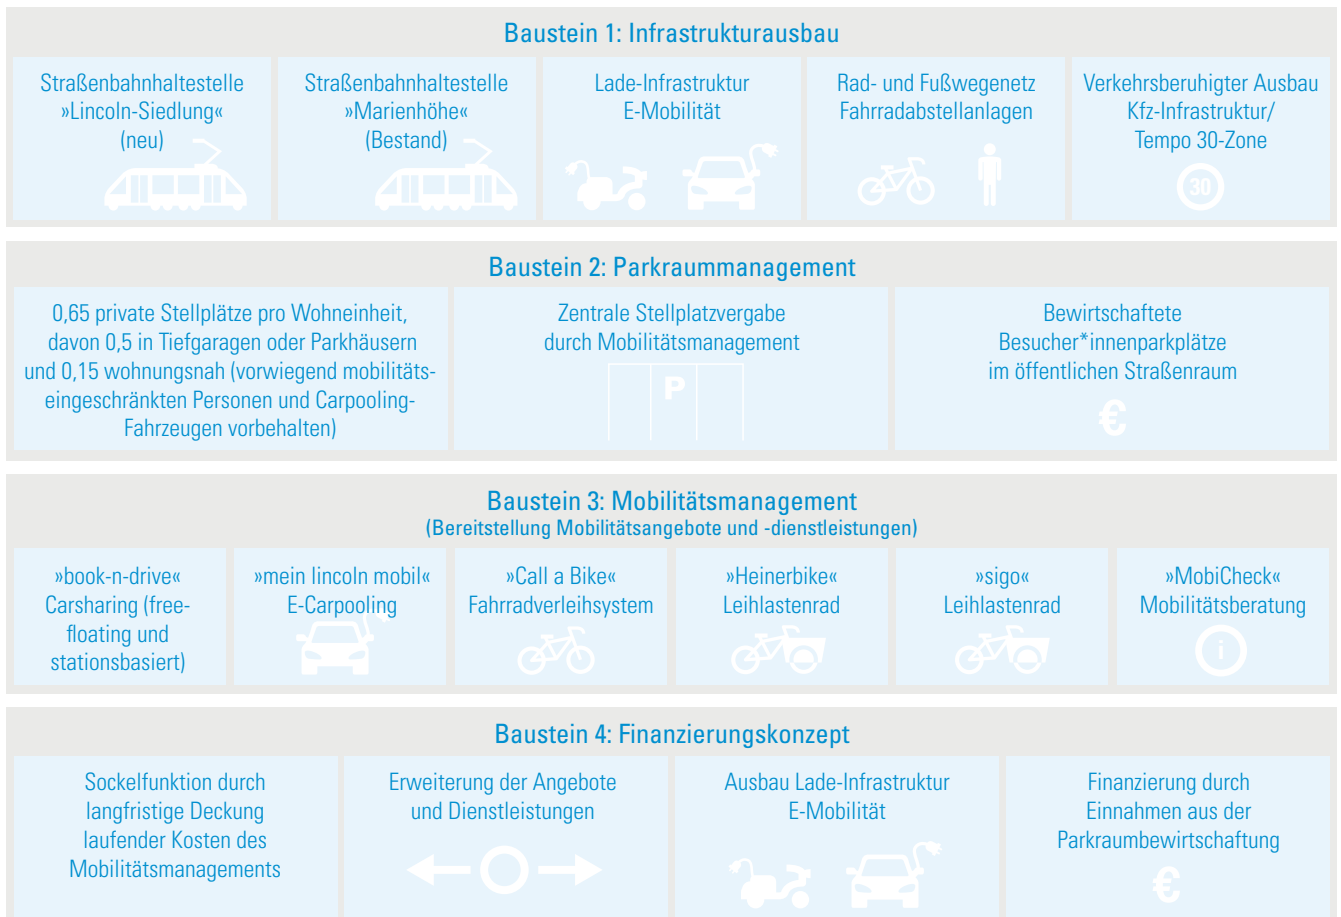 Baustein 1: Infrastrukturausbau
Straßenbahnhaltestelle
»Lincoln-Siedlung«
(neu)
Straßenbahnhaltestelle
»Marienhöhe«
(Bestand)
Lade-Infrastruktur
E-Mobilität
Rad- und Fußwegenetz
Fahrradabstellanlagen
Verkehrsberuhigter Ausbau
Kfz-Infrastruktur/
Tempo 30-Zone
30
Baustein 2: Parkraummanagement
0,65 private Stellplätze pro Wohneinheit,
davon 0,5 in Tiefgaragen oder Parkhäusern
und 0,15 wohnungsnah (vorwiegend mobilitäts-
eingeschränkten Personen und Carpooling-
Fahrzeugen vorbehalten)
Zentrale Stellplatzvergabe
durch Mobilitätsmanagement
P
Bewirtschaftete
Besucher*innenparkplätze
im öffentlichen Straßenraum
€
Baustein 3: Mobilitätsmanagement
(Bereitstellung Mobilitätsangebote und -dienstleistungen)
»book-n-drive«
Carsharing (free-
floating und
stationsbasiert)
»mein lincoln mobil«
E-Carpooling
»Call a Bike«
Fahrradverleihsystem
»Heinerbike«
Leihlastenrad
»sigo«
Leihlastenrad
»MobiCheck«
Mobilitätsberatung
i
Baustein 4: Finanzierungskonzept
Sockelfunktion durch
langfristige Deckung
laufender Kosten des
Mobilitätsmanagements
Erweiterung der Angebote
und Dienstleistungen
Ausbau Lade-Infrastruktur
E-Mobilität
Finanzierung durch
Einnahmen aus der
Parkraumbewirtschaftung
€